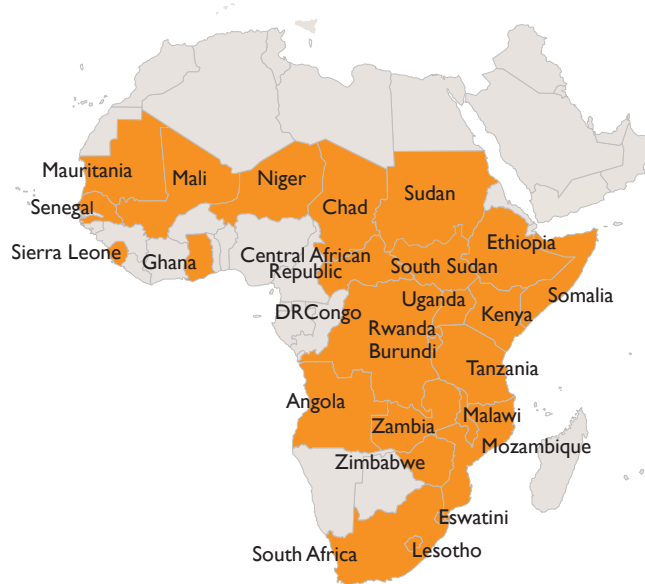 Mauritania
Mali
Niger
Chad
Sudan
Senegal
Ethiopia
Sierra Leone
Ghana
Central African
Republic
South Sudan
Somalia
Uganda
Kenya
DRCongo
Rwanda
Burundi
Tanzania
Angola
Malawi
Zambia
Mozambique
Zimbabwe
Eswatini
South Africa
Lesotho